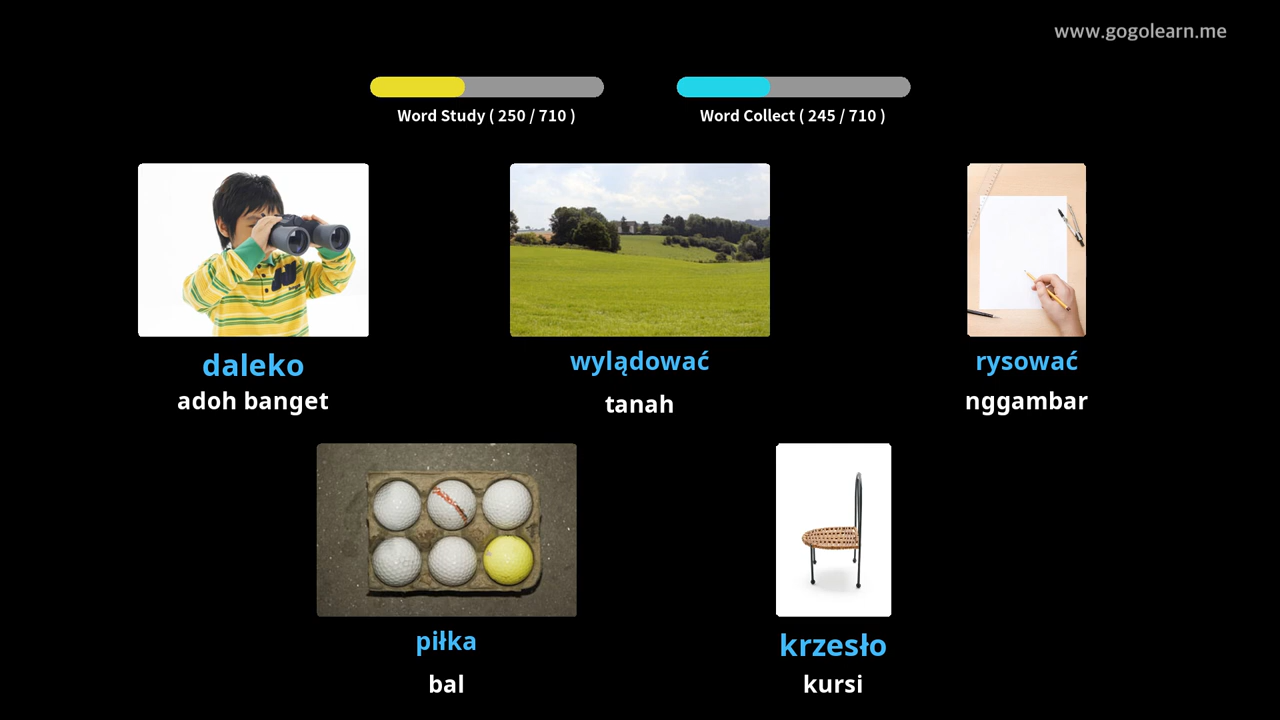 www.gogolearn.me
Word Study ( 250 / 710 )
Word Collect ( 245 / 710 )
daleko
adoh banget
wylądować
tanah
rysować
nggambar
piłka
bal
krzesło
kursi